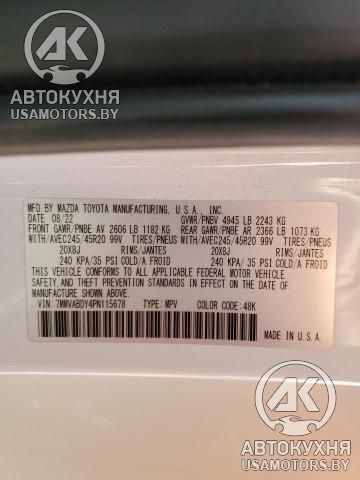 АВТОКУХНЯ
USAMOTORS.BY
MFD.BY MAZDA TOYOTA MANUFACTURING, U.S.A., INC.
DATE 08/22 GVWR/PNBV 4945 LB 2243 KG
FRONT GAWR/PNBE AV 2606 LB 1182 KG REAR GAWR/PNBE AR 2366 LB 1073 KG
WITH/AVEC245/45R20 99V TIRES/PNEUS WITH/AVEC245/45R20 99V TIRES/PNEUS
20X8J RIMS/JANTES 20X8J RIMS/JANTES
240 KPA/35 PSI COLD/A FROID 240 KPA/35 PSI COLD/A FROID
THIS VEHICLE CONFORMS TO ALL APPLICABLE FEDERAL MOTOR VEHICLE
SAFETY, AND THEFT PREVENTION STANDARDS IN EFFECT ON THE DATE
OF MANUFACTURE SHOWN ABOVE.
VIN: 7MMVABDY4PN115678 TYPE: MPV COLOR CODE: 48K
АВТОКУХНЯ
USAMOTORS.BY